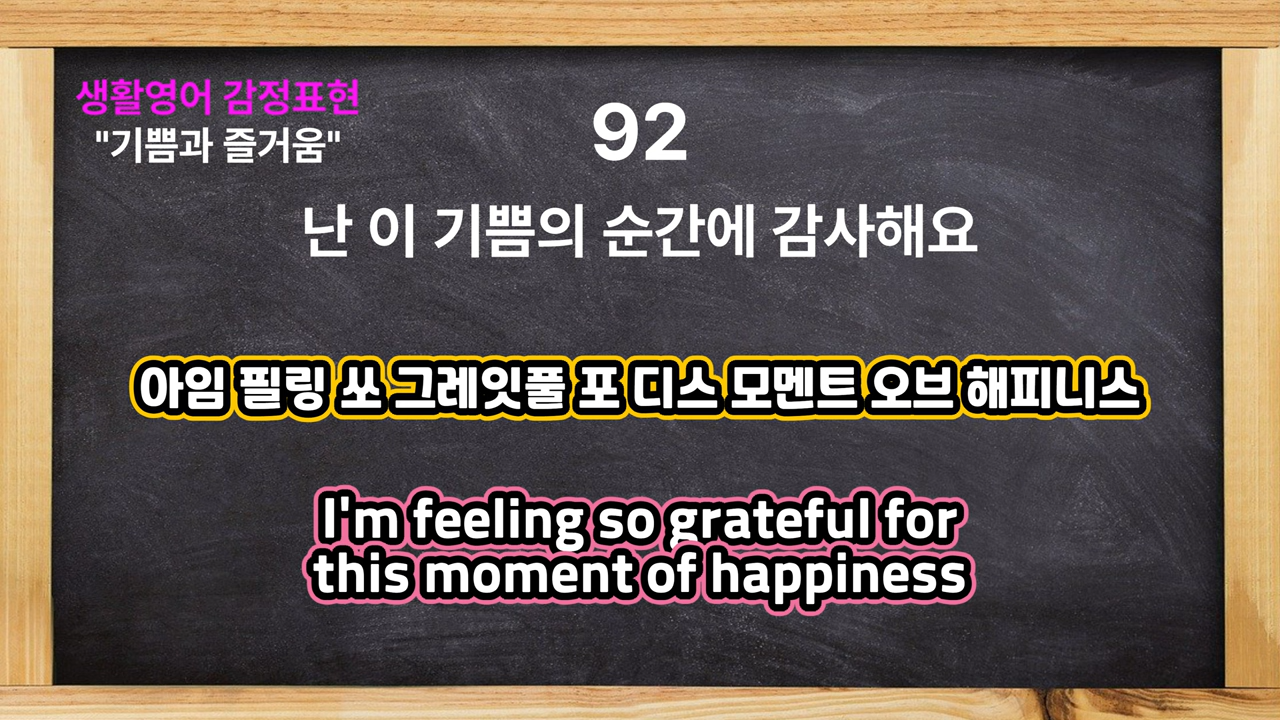 생활영어 감정표현
"기쁨과 즐거움"
92
난 이 기쁨의 순간에 감사해요
아임 필링 쏘 그레잇풀 포 디스 모멘트 오브 해피니스
I'm feeling so grateful for
this moment of happiness